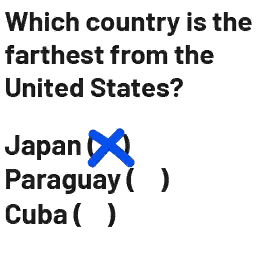 Which country is the
farthest from the
United States?
Japan (X)
Paraguay ( )
Cuba ( )